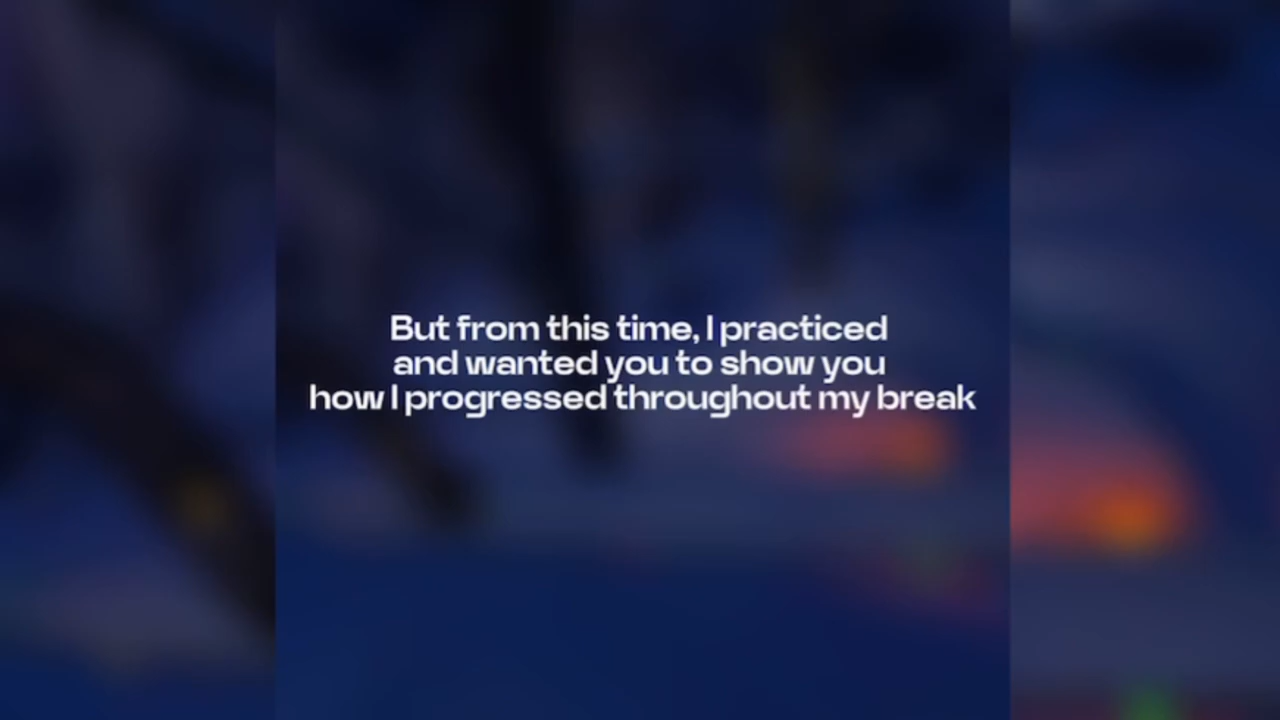 But from this time, I practiced
and wanted you to show you
how I progressed throughout my break